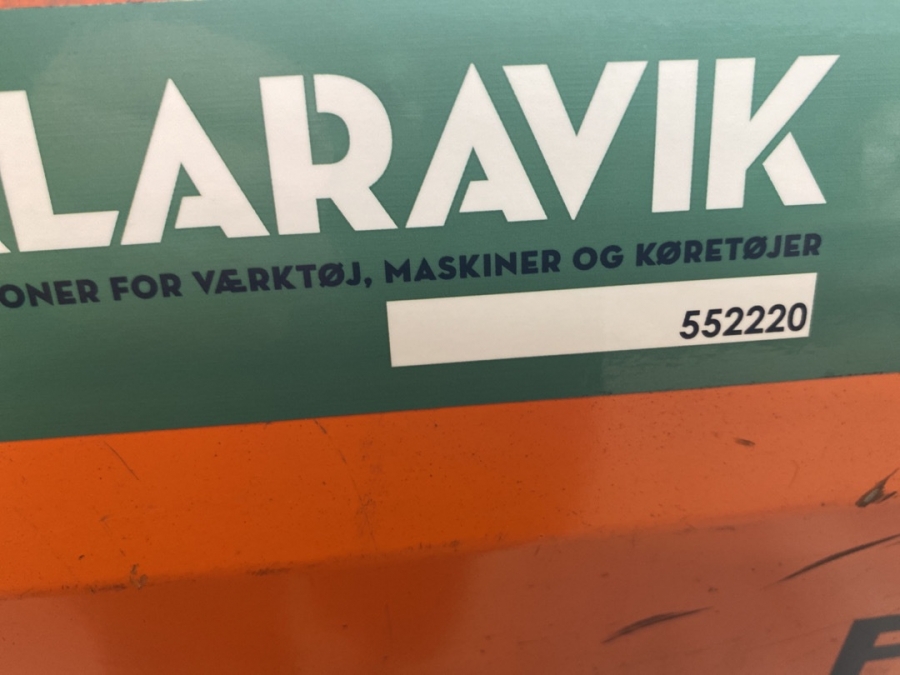 LARAVIK
ONER FOR VÆRKTØJ, MASKINER OG KØRETØJER
552220